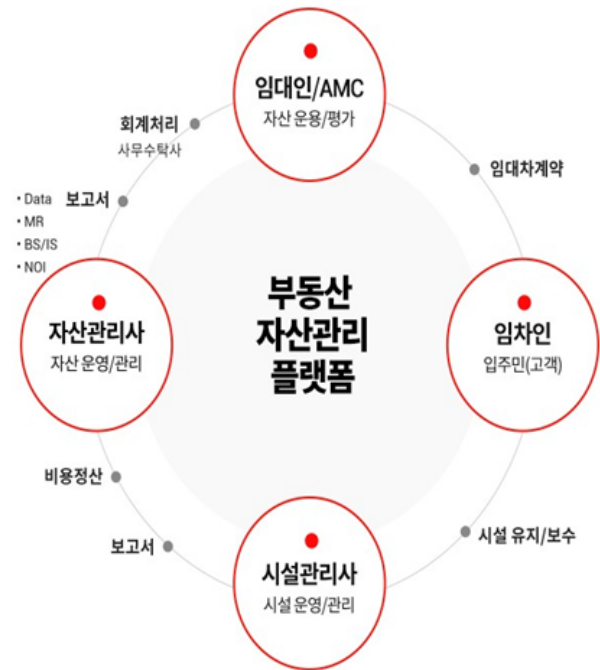 임대인/AMC
자산 운용/평가
회계처리
사무수탁사
임대차계약
보고서
• Data
• MR
• BS/IS
• NOI
자산관리사
자산 운영/관리
부동산
자산관리
플랫폼
임차인
입주민(고객)
비용정산
보고서
시설 유지/보수
시설관리사
시설 운영/관리